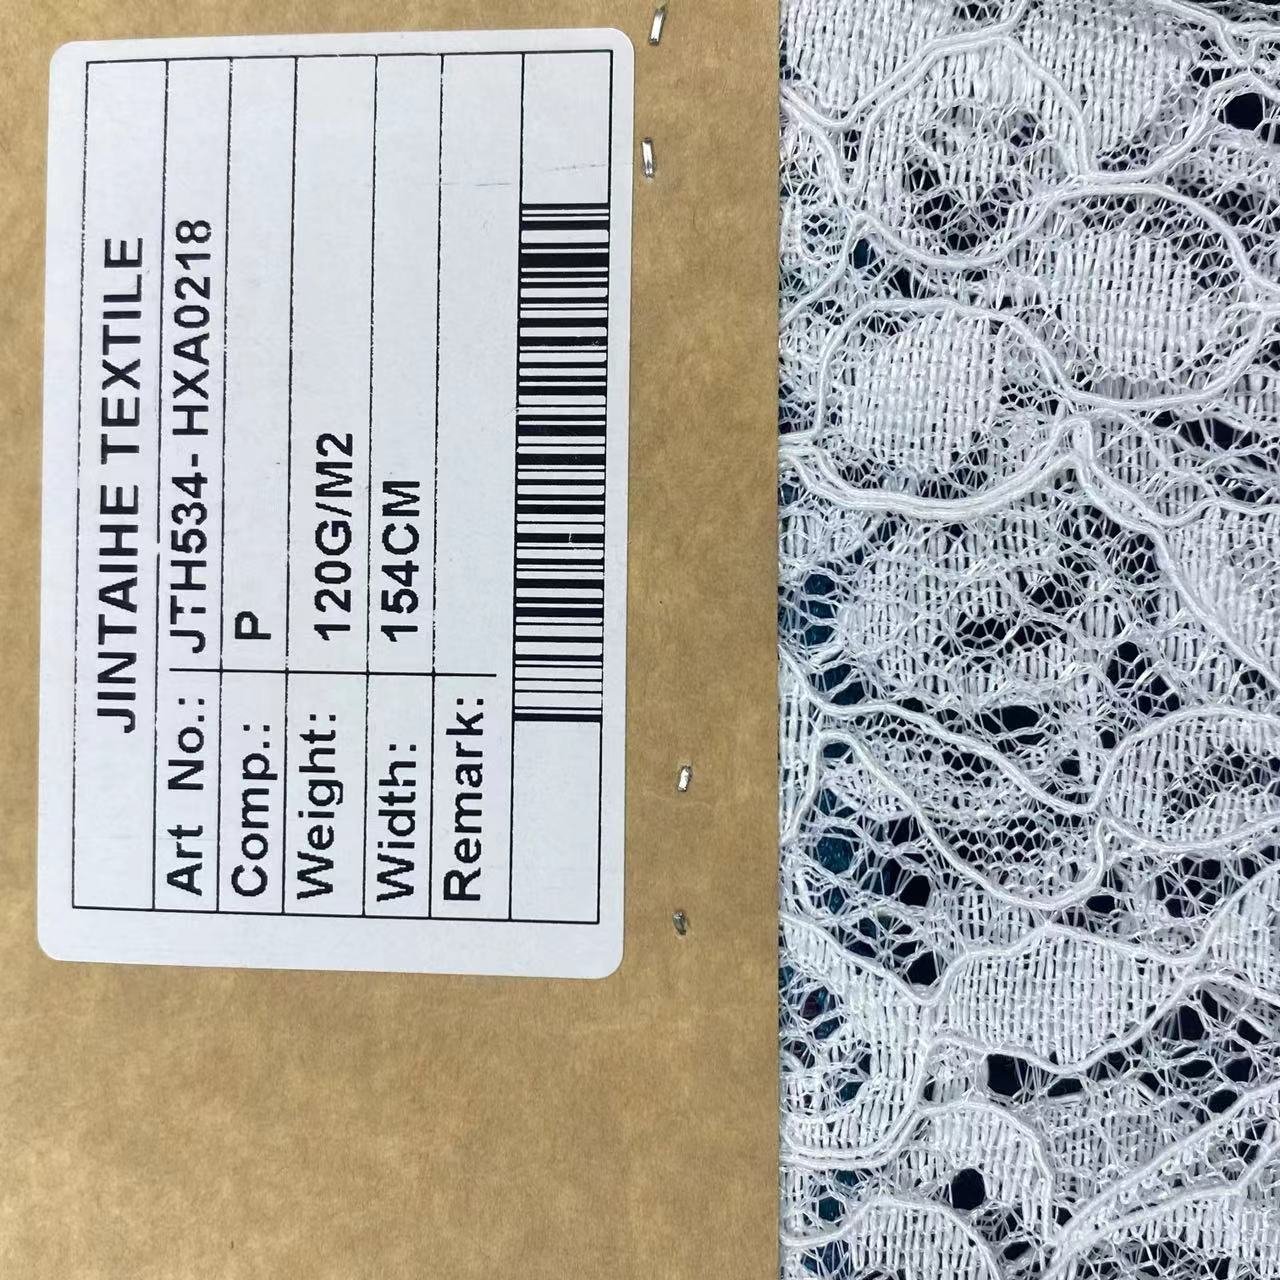 JINTAIHE TEXTILE
Art No.: JTH534- HXA0218
Comp.: P
Weight: 120G/M2
Width: 154CM
Remark: